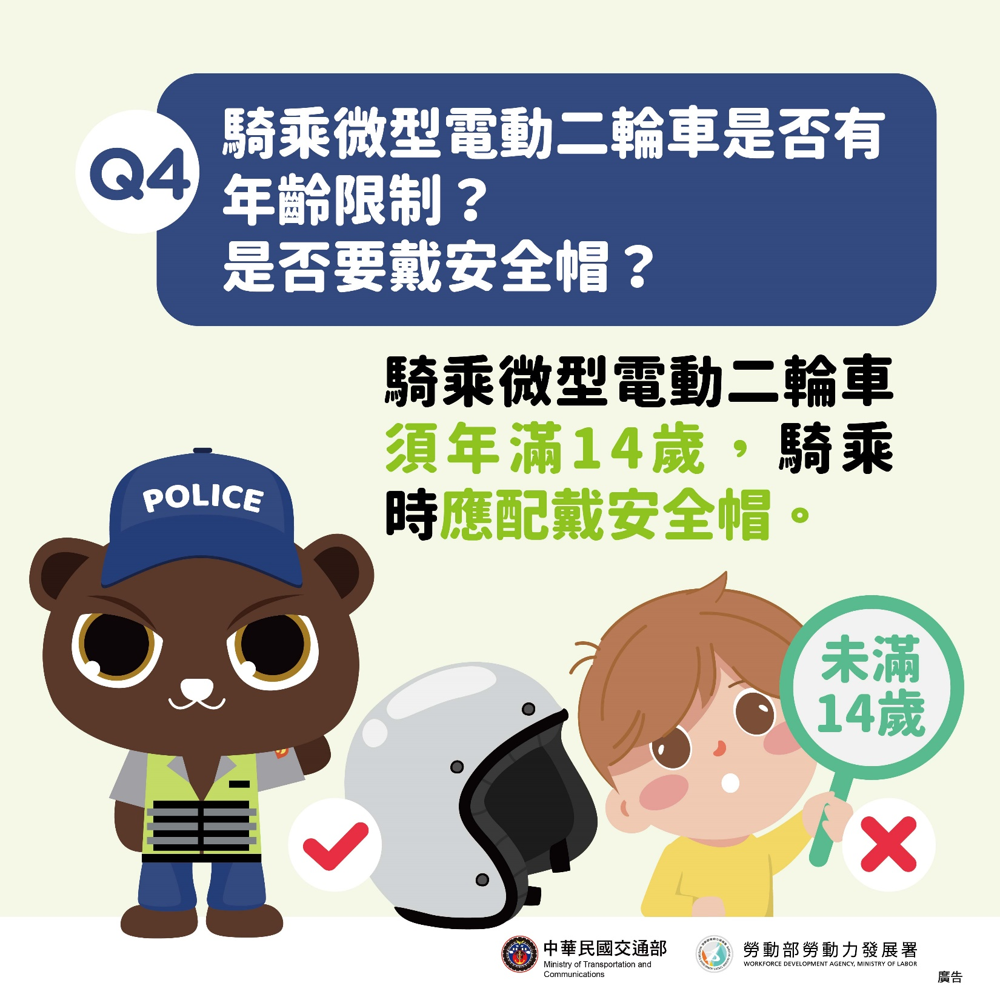 Q4
騎乘微型電動二輪車是否有
年齡限制？
是否要戴安全帽？
騎乘微型電動二輪車
須年滿14歲，騎乘
時應配戴安全帽。
POLICE
未滿
14歲
中華民國交通部
Ministry of Transportation and
Communications
勞動部勞動力發展署
WORKFORCE DEVELOPMENT AGENCY, MINISTRY OF LABOR
廣告